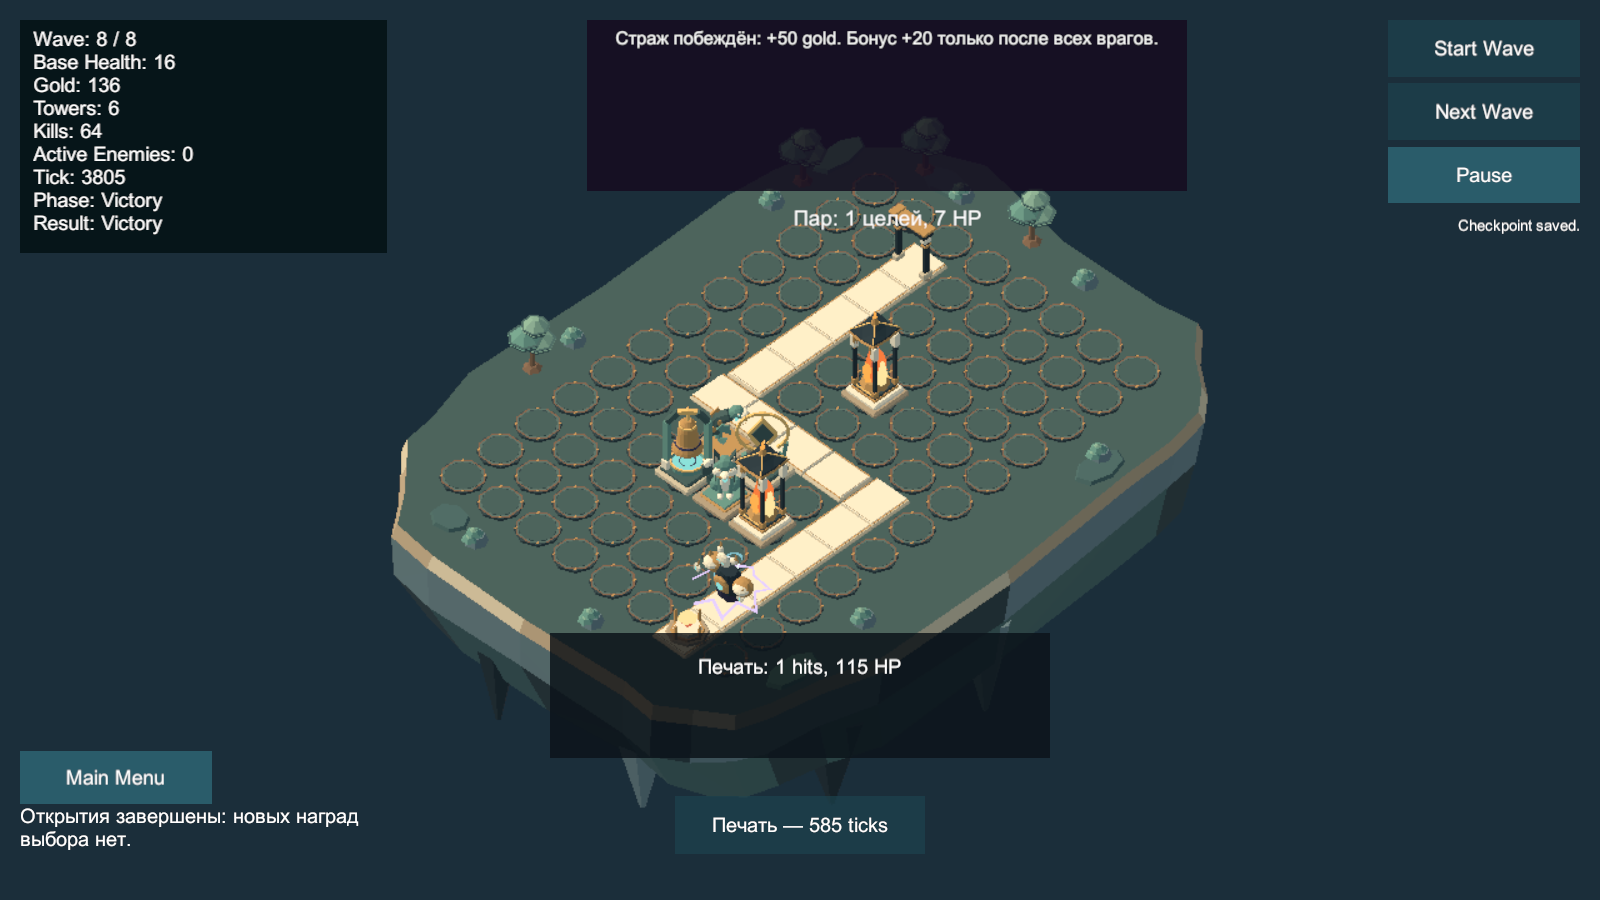 Wave: 8 / 8
Base Health: 16
Gold: 136
Towers: 6
Kills: 64
Active Enemies: 0
Tick: 3805
Phase: Victory
Result: Victory
Страж побеждён: +50 gold. Бонус +20 только после всех врагов.
Start Wave
Next Wave
Pause
Checkpoint saved.
Пар: 1 целей, 7 HP
Печать: 1 hits, 115 HP
Main Menu
Открытия завершены: новых наград
выбора нет.
Печать — 585 ticks